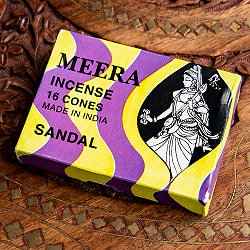 MEERA
INCENSE
16 CONES
MADE IN INDIA
SANDAL